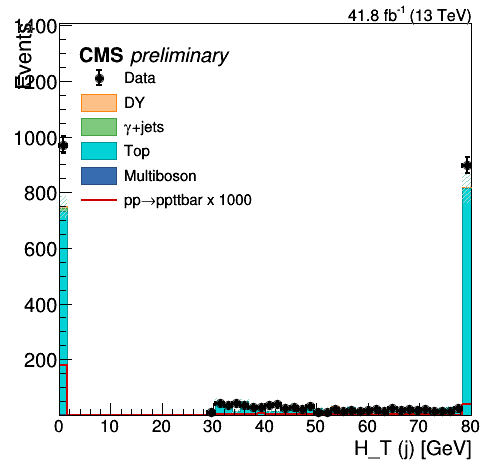 41.8 fb⁻¹ (13 TeV)
Events
1400
1200
1000
800
600
400
200
CMS preliminary
Data
DY
γ+jets
Top
Multiboson
pp→ppttbar x 1000
0 10 20 30 40 50 60 70 80
H_T (j) [GeV]